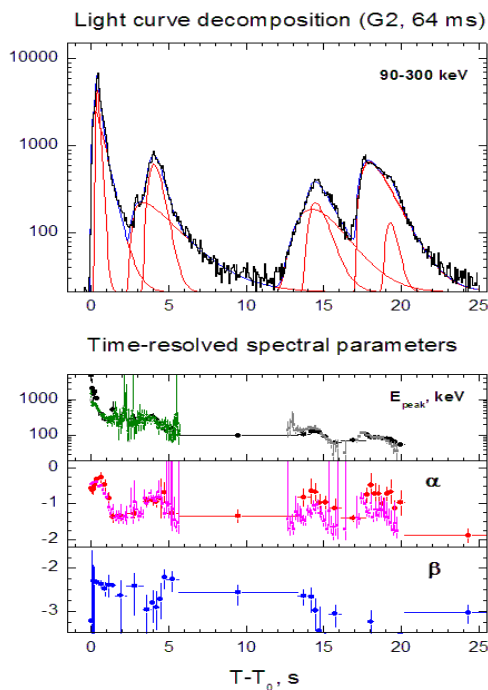 Light curve decomposition (G2, 64 ms)
10000
90-300 keV
1000
100
0 5 10 15 20 25
Time-resolved spectral parameters
1000
E_peak, keV
100
0
α
-1
-2
-2
β
-3
0 5 10 15 20 25
T-T_0, s